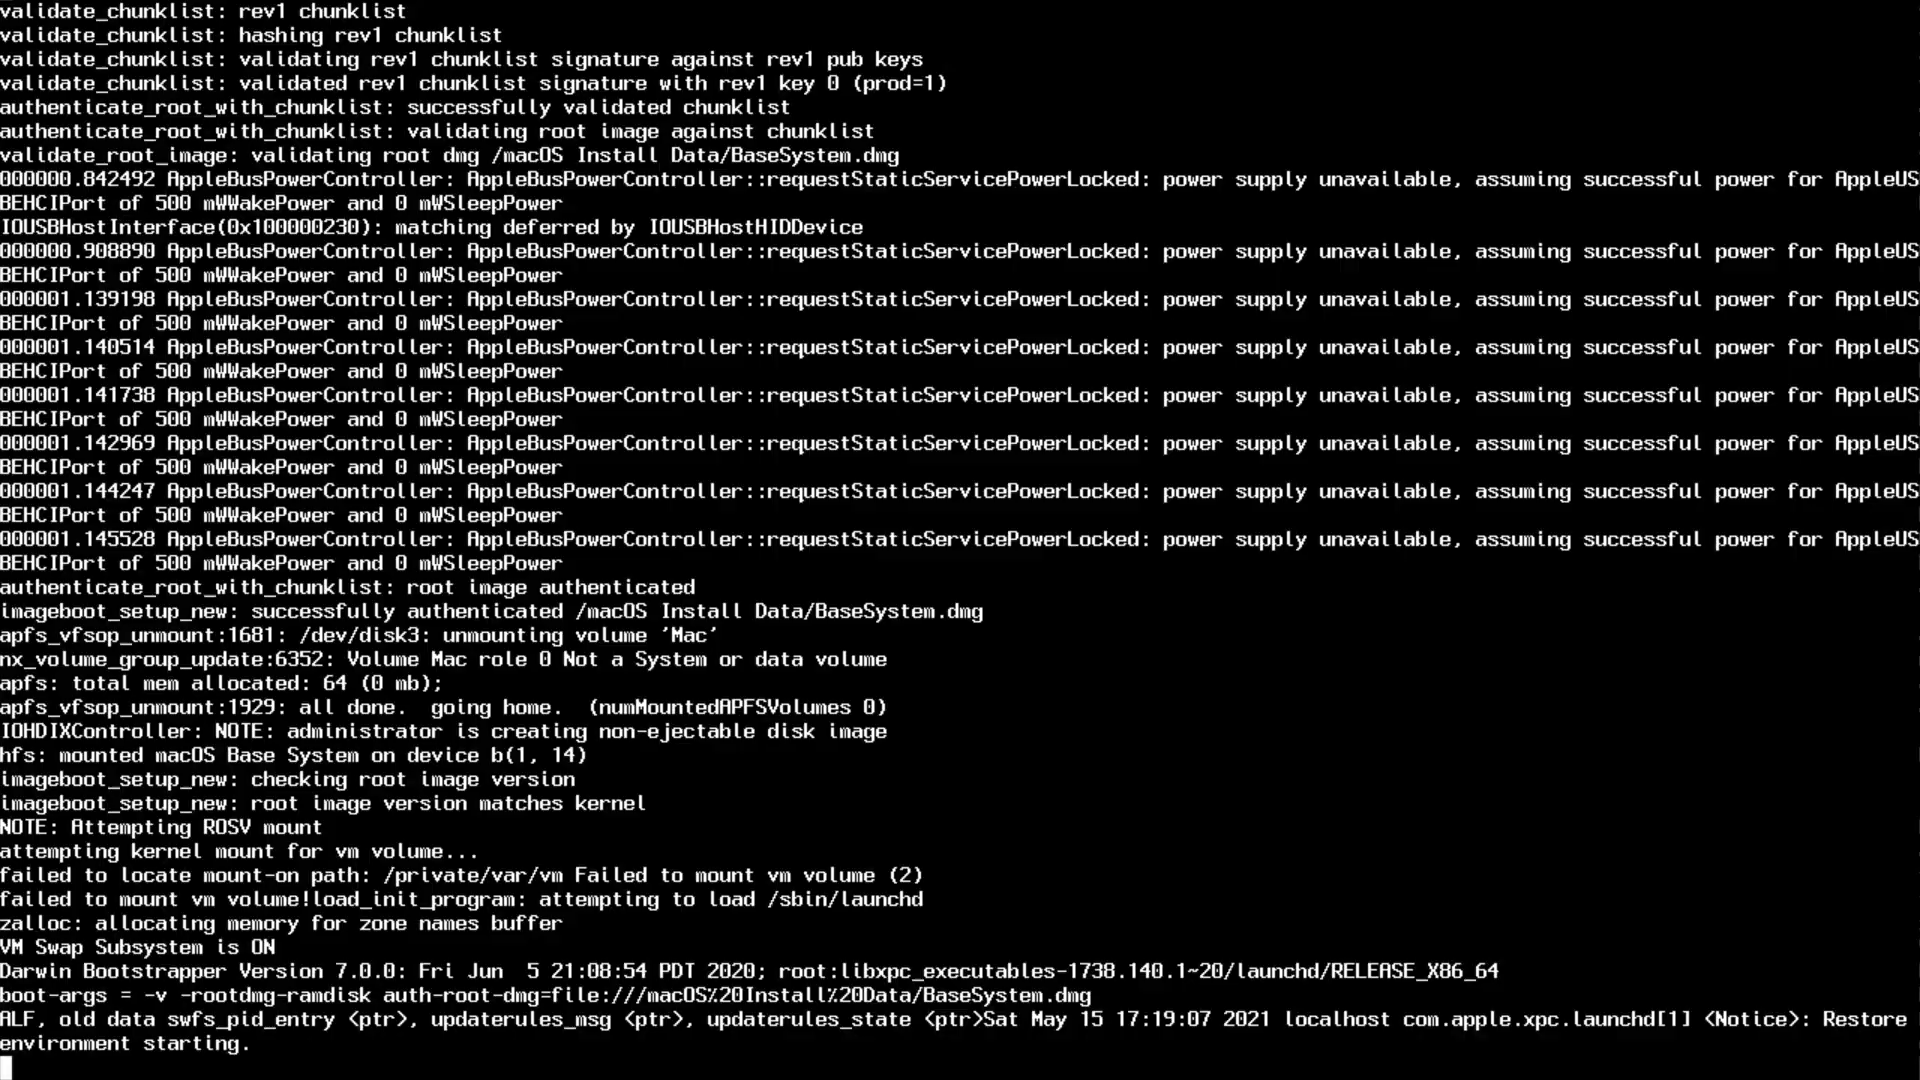 validate_chunklist: rev1 chunklist
validate_chunklist: hashing rev1 chunklist
validate_chunklist: validating rev1 chunklist signature against rev1 pub keys
validate_chunklist: validated rev1 chunklist signature with rev1 key 0 (prod=1)
authenticate_root_with_chunklist: successfully validated chunklist
authenticate_root_with_chunklist: validating root image against chunklist
validate_root_image: validating root dmg /macOS Install Data/BaseSystem.dmg
000000.842492 AppleBusPowerController: AppleBusPowerController::requestStaticServicePowerLocked: power supply unavailable, assuming successful power for AppleUS
BEHCIPort of 500 mWWakePower and 0 mWSleepPower
IOUSBHostInterface(0x100000230): matching deferred by IOUSBHostHIDDevice
000000.908890 AppleBusPowerController: AppleBusPowerController::requestStaticServicePowerLocked: power supply unavailable, assuming successful power for AppleUS
BEHCIPort of 500 mWWakePower and 0 mWSleepPower
000001.139198 AppleBusPowerController: AppleBusPowerController::requestStaticServicePowerLocked: power supply unavailable, assuming successful power for AppleUS
BEHCIPort of 500 mWWakePower and 0 mWSleepPower
000001.140514 AppleBusPowerController: AppleBusPowerController::requestStaticServicePowerLocked: power supply unavailable, assuming successful power for AppleUS
BEHCIPort of 500 mWWakePower and 0 mWSleepPower
000001.141738 AppleBusPowerController: AppleBusPowerController::requestStaticServicePowerLocked: power supply unavailable, assuming successful power for AppleUS
BEHCIPort of 500 mWWakePower and 0 mWSleepPower
000001.142969 AppleBusPowerController: AppleBusPowerController::requestStaticServicePowerLocked: power supply unavailable, assuming successful power for AppleUS
BEHCIPort of 500 mWWakePower and 0 mWSleepPower
000001.144247 AppleBusPowerController: AppleBusPowerController::requestStaticServicePowerLocked: power supply unavailable, assuming successful power for AppleUS
BEHCIPort of 500 mWWakePower and 0 mWSleepPower
000001.145528 AppleBusPowerController: AppleBusPowerController::requestStaticServicePowerLocked: power supply unavailable, assuming successful power for AppleUS
BEHCIPort of 500 mWWakePower and 0 mWSleepPower
authenticate_root_with_chunklist: root image authenticated
imageboot_setup_new: successfully authenticated /macOS Install Data/BaseSystem.dmg
apfs_vfsop_unmount:1681: /dev/disk3: unmounting volume 'Mac'
nx_volume_group_update:6352: Volume Mac role 0 Not a System or data volume
apfs: total mem allocated: 64 (0 mb);
apfs_vfsop_unmount:1929: all done.  going home.  (numMountedAPFSVolumes 0)
IOHDIXController: NOTE: administrator is creating non-ejectable disk image
hfs: mounted macOS Base System on device b(1, 14)
imageboot_setup_new: checking root image version
imageboot_setup_new: root image version matches kernel
NOTE: Attempting ROSV mount
attempting kernel mount for vm volume...
failed to locate mount-on path: /private/var/vm Failed to mount vm volume (2)
failed to mount vm volume!load_init_program: attempting to load /sbin/launchd
zalloc: allocating memory for zone names buffer
VM Swap Subsystem is ON
Darwin Bootstrapper Version 7.0.0: Fri Jun  5 21:08:54 PDT 2020; root:libxpc_executables-1738.140.1~20/launchd/RELEASE_X86_64
boot-args = -v -rootdmg-ramdisk auth-root-dmg=file:///macOS%20Install%20Data/BaseSystem.dmg
ALF, old data swfs_pid_entry <ptr>, updaterules_msg <ptr>, updaterules_state <ptr>Sat May 15 17:19:07 2021 localhost com.apple.xpc.launchd[1] <Notice>: Restore
environment starting.